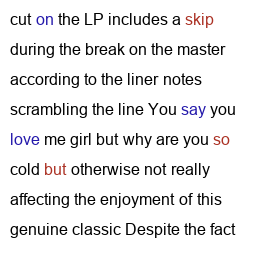 cut on the LP includes a skip
during the break on the master
according to the liner notes
scrambling the line You say you
love me girl but why are you so
cold but otherwise not really
affecting the enjoyment of this
genuine classic Despite the fact